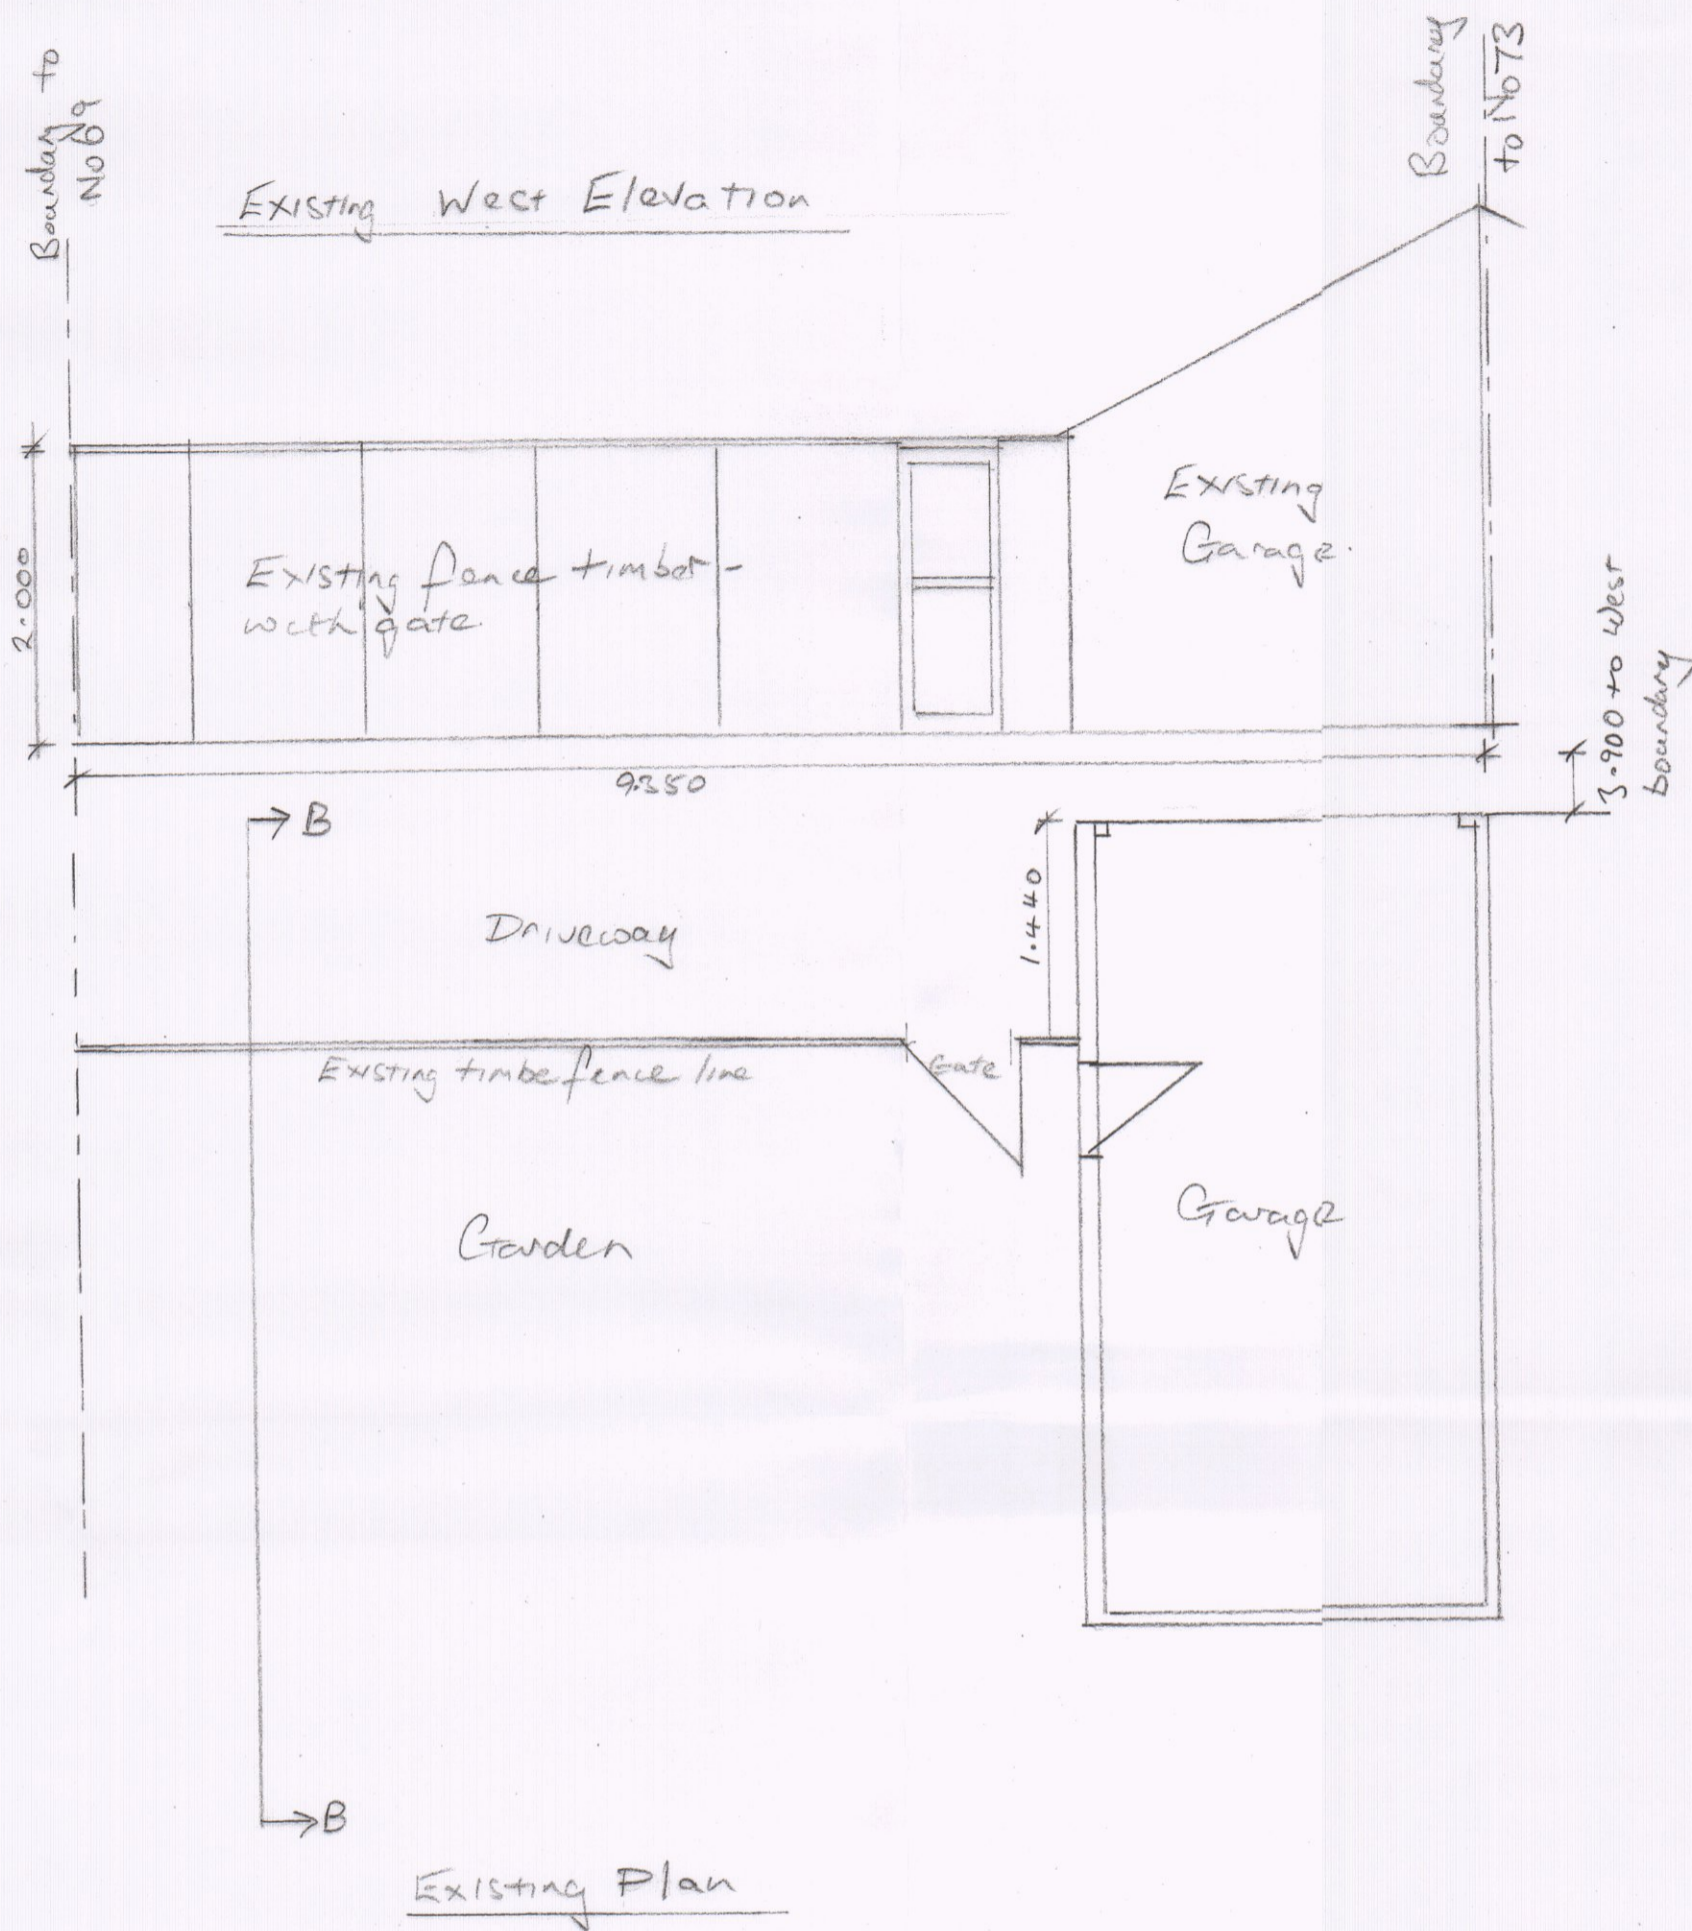 Boundary to
No 69
Existing West Elevation
Boundary
to No 73
2.000
Existing fence timber -
with gate
Existing
Garage.
3.900 to West
boundary
9.350
B
Driveway
1.440
Existing timbe fence line
Gate
Garden
Garage
B
Existing Plan